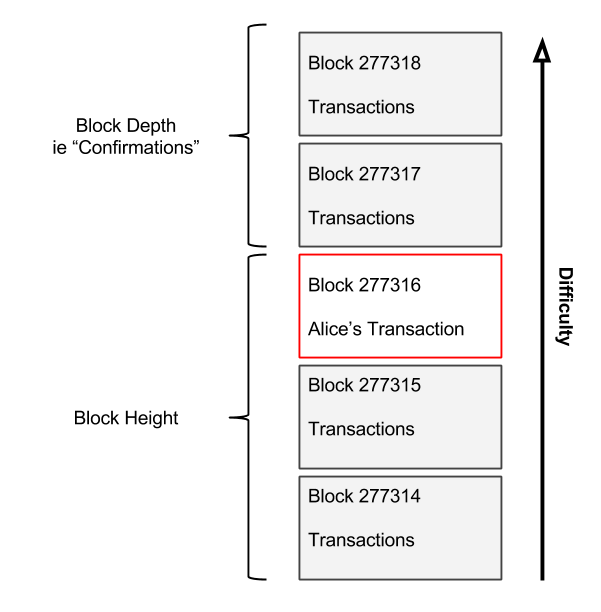 Block 277318
Transactions
Block Depth
ie “Confirmations”
Block 277317
Transactions
Block 277316
Alice’s Transaction
Difficulty
Block 277315
Transactions
Block Height
Block 277314
Transactions